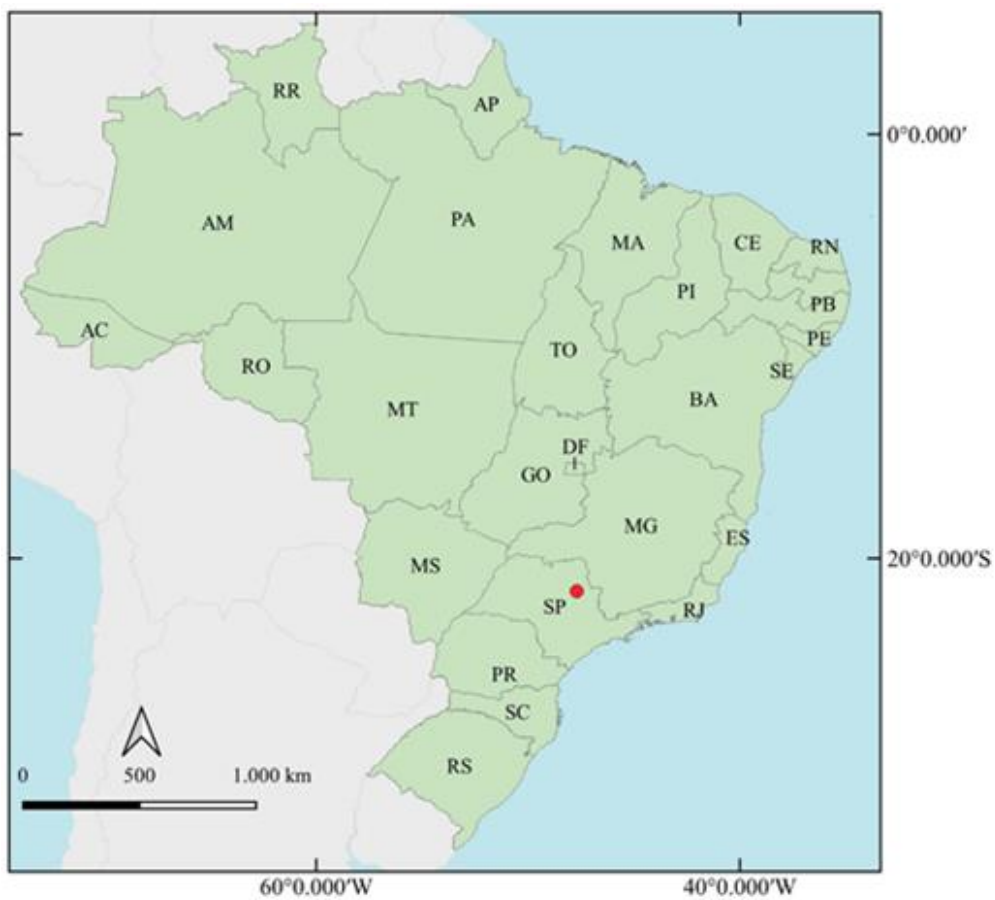 RR
AP
0°0.000′
AM
PA
MA
CE
RN
PI
PB
AC
PE
TO
RO
SE
BA
MT
DF
GO
MG
ES
20°0.000′S
MS
SP
RJ
PR
SC
RS
0 500 1.000 km
60°0.000′W 40°0.000′W